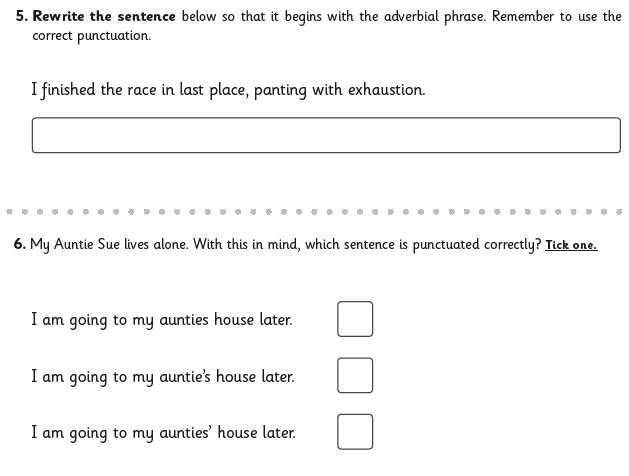 5. Rewrite the sentence below so that it begins with the adverbial phrase. Remember to use the
correct punctuation.
I finished the race in last place, panting with exhaustion.
6. My Auntie Sue lives alone. With this in mind, which sentence is punctuated correctly? Tick one.
I am going to my aunties house later.
I am going to my auntie’s house later.
I am going to my aunties’ house later.